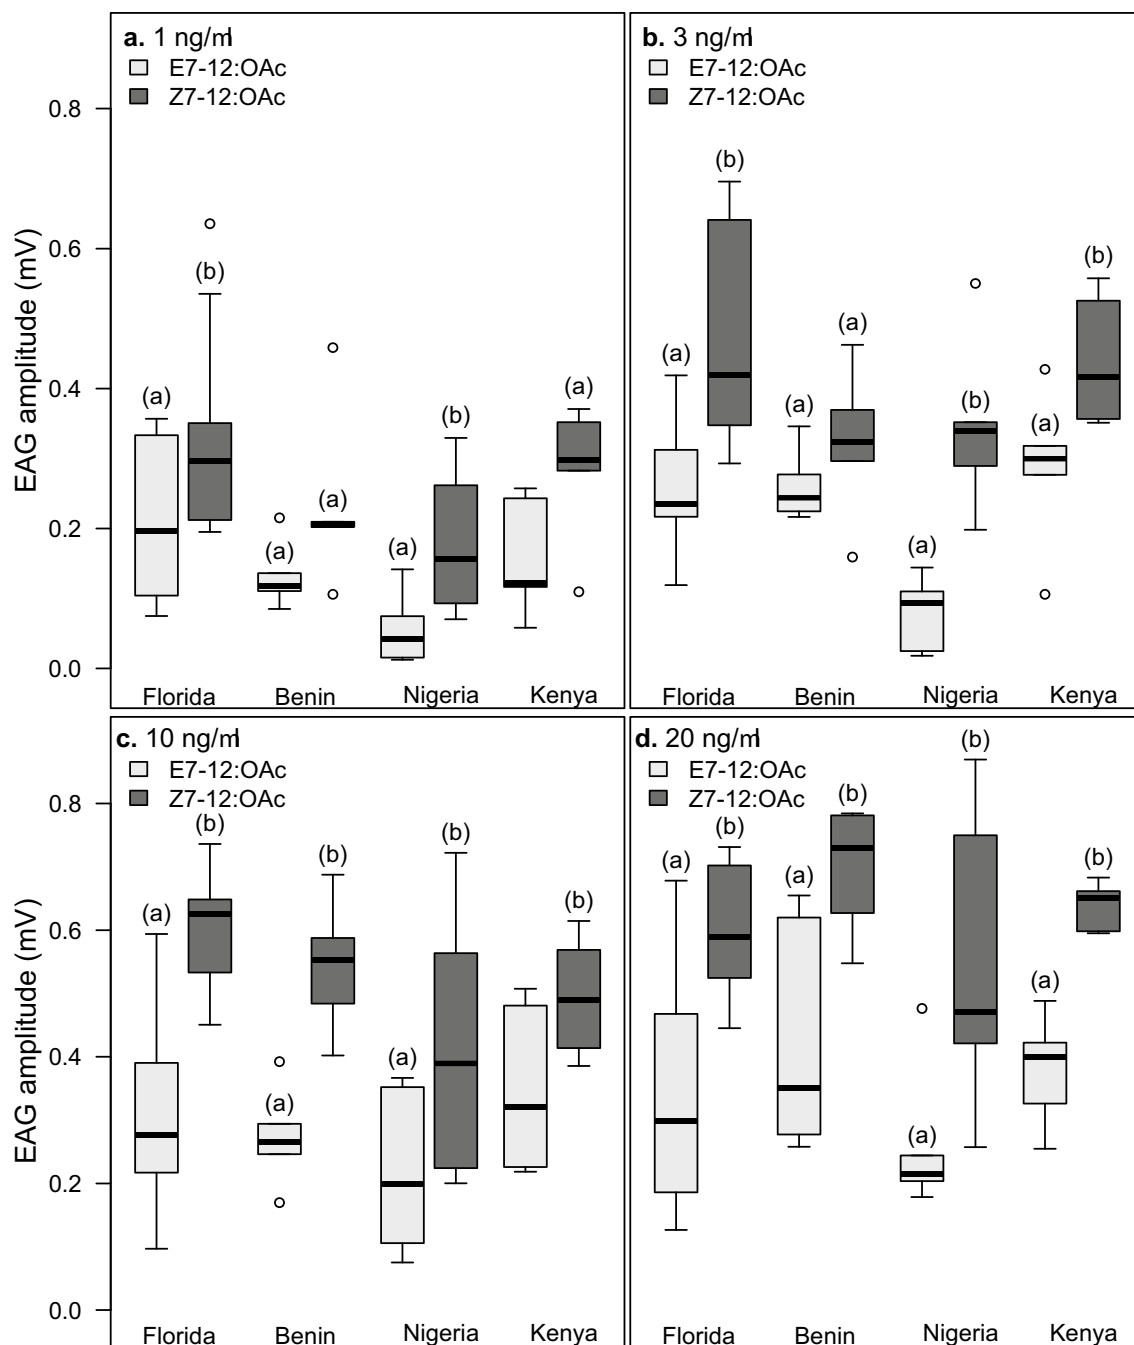 a. 1 ng/ml
E7-12:OAc
Z7-12:OAc
EAG amplitude (mV)
0.8
0.6
0.4
0.2
0.0
(a)
(b)
(a)
(a)
(a)
(b)
(a)
Florida
Benin
Nigeria
Kenya
b. 3 ng/ml
E7-12:OAc
Z7-12:OAc
(a)
(b)
(a)
(a)
(a)
(b)
(a)
(b)
Florida
Benin
Nigeria
Kenya
c. 10 ng/ml
E7-12:OAc
Z7-12:OAc
EAG amplitude (mV)
0.8
0.6
0.4
0.2
0.0
(a)
(b)
(a)
(b)
(a)
(b)
(b)
Florida
Benin
Nigeria
Kenya
d. 20 ng/ml
E7-12:OAc
Z7-12:OAc
(a)
(b)
(a)
(b)
(a)
(b)
(a)
(b)
Florida
Benin
Nigeria
Kenya